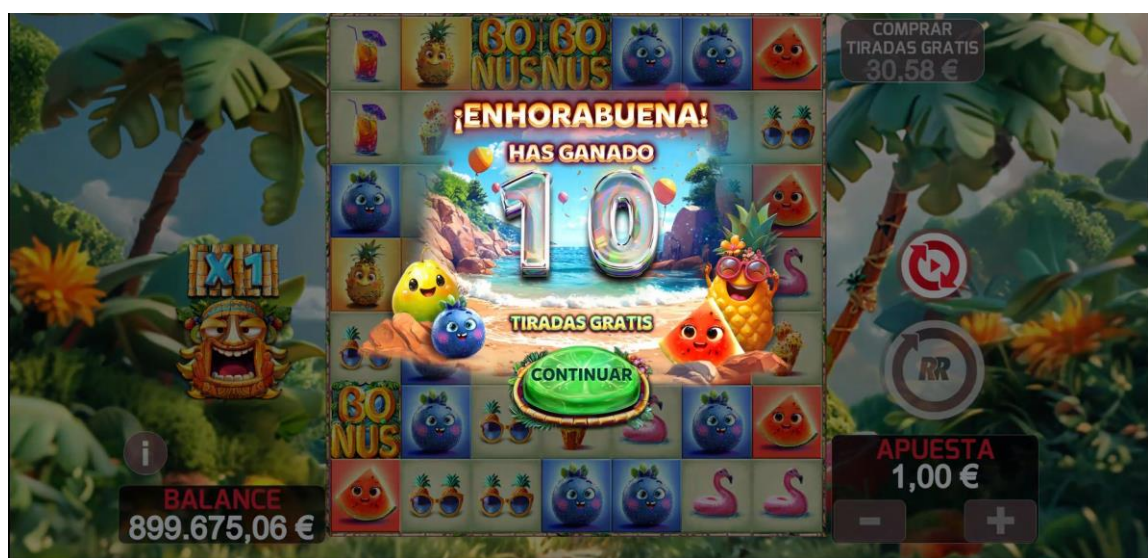 BO
NUS
BO
NUS
COMPRAR
TIRADAS GRATIS
30,58 €
¡ENHORABUENA!
HAS GANADO
10
TIRADAS GRATIS
CONTINUAR
X1
BO
NUS
RR
i
BALANCE
899.675,06 €
APUESTA
1,00 €
-
+